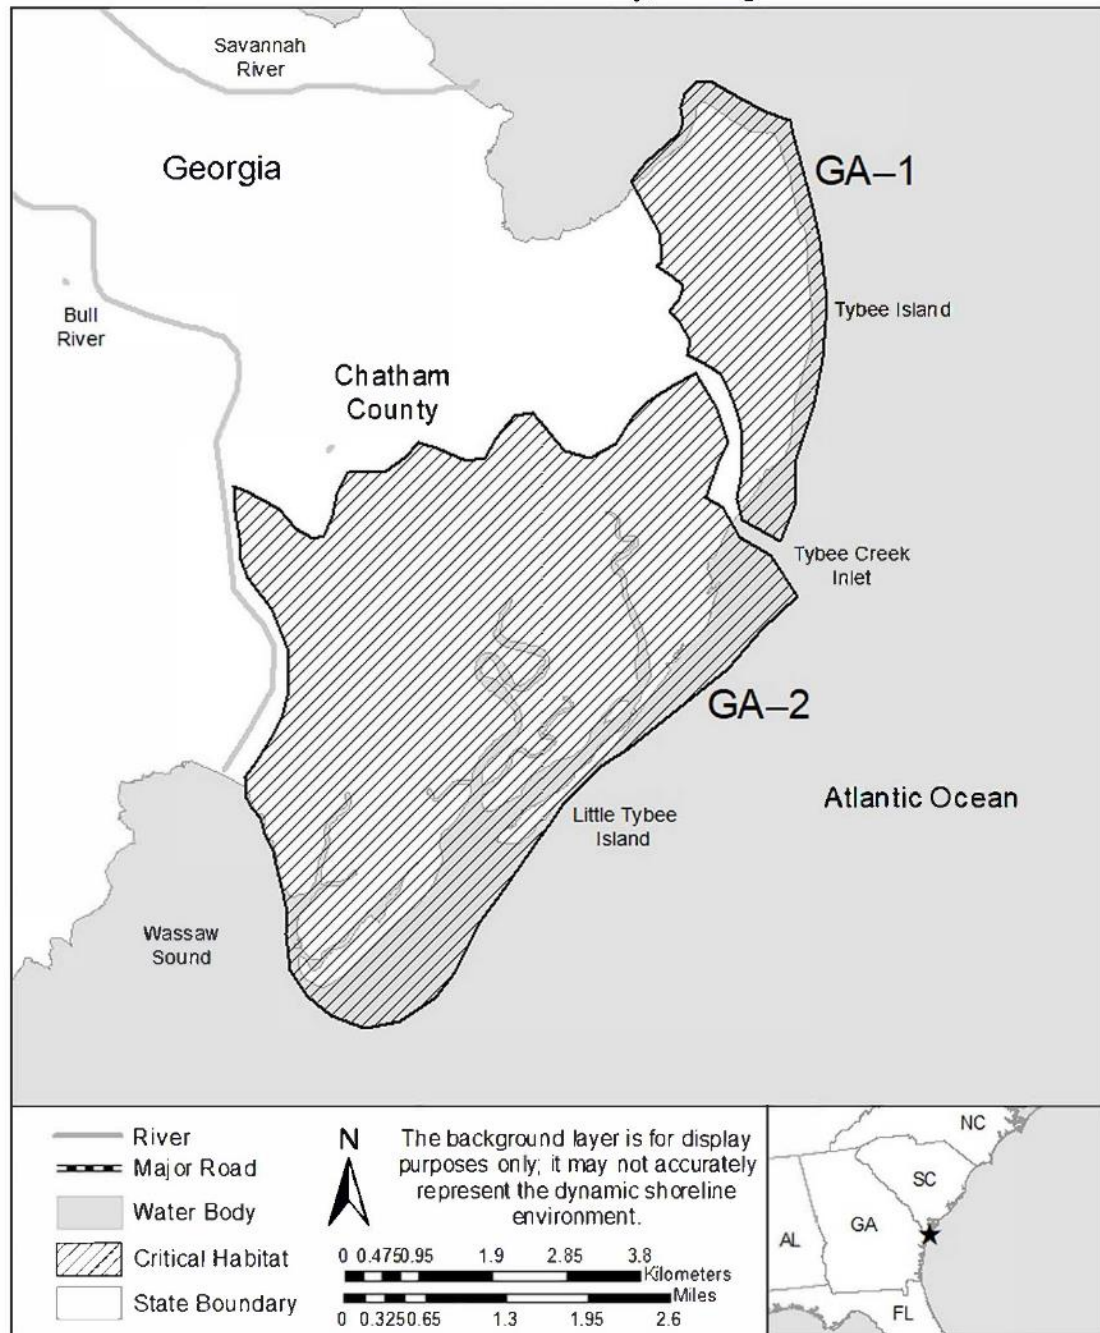 Savannah
River
Georgia
GA–1
Bull
River
Tybee Island
Chatham
County
Tybee Creek
Inlet
GA–2
Atlantic Ocean
Little Tybee
Island
Wassaw
Sound
River
Major Road
Water Body
Critical Habitat
State Boundary
N
The background layer is for display
purposes only; it may not accurately
represent the dynamic shoreline
environment.
0 0.475 0.95 1.9 2.85 3.8
Kilometers
Miles
0 0.325 0.65 1.3 1.95 2.6
NC
SC
GA
AL
FL